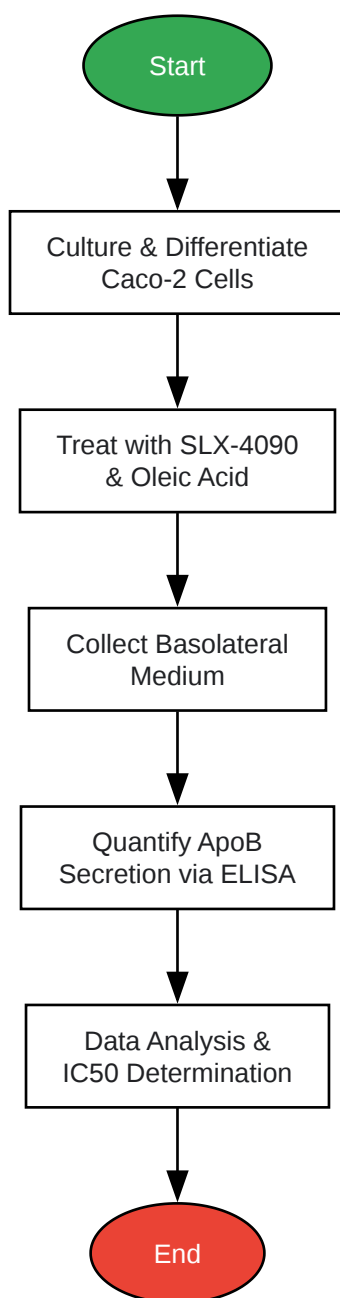 Start
Culture & Differentiate
Caco-2 Cells
Treat with SLX-4090
& Oleic Acid
Collect Basolateral
Medium
Quantify ApoB
Secretion via ELISA
Data Analysis &
IC50 Determination
End